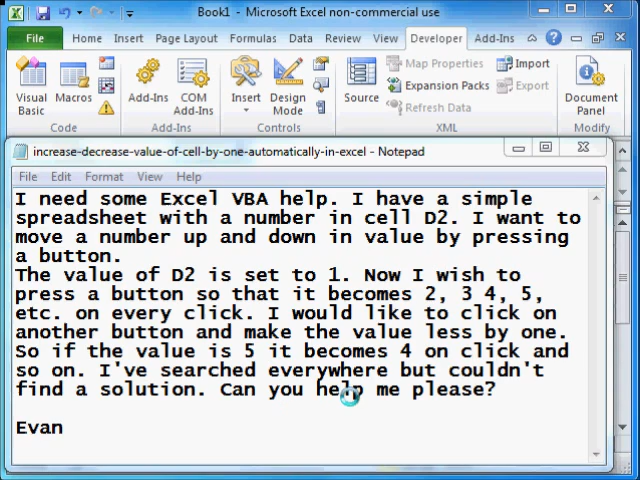 Book1 - Microsoft Excel non-commercial use
File Home Insert Page Layout Formulas Data Review View Developer Add-Ins
Visual Basic
Macros
Add-Ins
COM Add-Ins
Insert
Design Mode
Source
Map Properties
Expansion Packs
Refresh Data
Import
Export
Document Panel
Code Add-Ins Controls XML Modify
increase-decrease-value-of-cell-by-one-automatically-in-excel - Notepad
File Edit Format View Help
I need some Excel VBA help. I have a simple
spreadsheet with a number in cell D2. I want to
move a number up and down in value by pressing
a button.
The value of D2 is set to 1. Now I wish to
press a button so that it becomes 2, 3 4, 5,
etc. on every click. I would like to click on
another button and make the value less by one.
So if the value is 5 it becomes 4 on click and
so on. I've searched everywhere but couldn't
find a solution. Can you help me please?
Evan